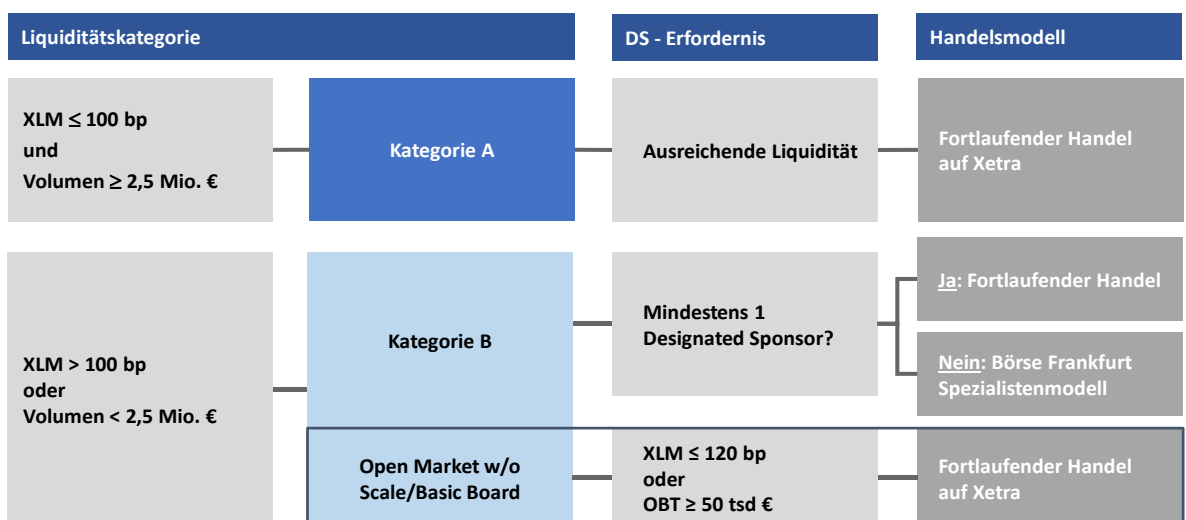 Liquiditätskategorie
DS - Erfordernis
Handelsmodell
XLM ≤ 100 bp
und
Volumen ≥ 2,5 Mio. €
Kategorie A
Ausreichende Liquidität
Fortlaufender Handel
auf Xetra
XLM > 100 bp
oder
Volumen < 2,5 Mio. €
Kategorie B
Mindestens 1
Designated Sponsor?
Ja: Fortlaufender Handel
Nein: Börse Frankfurt
Spezialistenmodell
Open Market w/o
Scale/Basic Board
XLM ≤ 120 bp
oder
OBT ≥ 50 tsd €
Fortlaufender Handel
auf Xetra